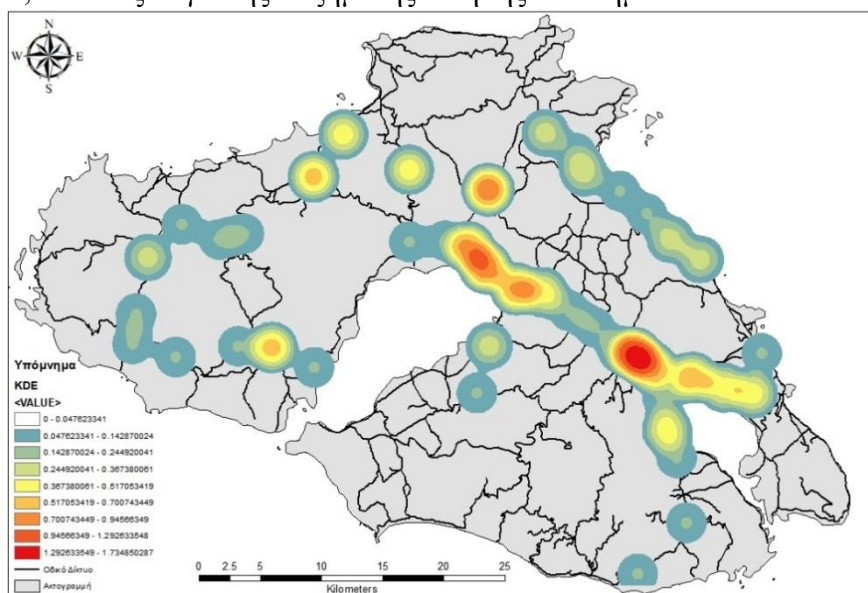 N
W E
S
Υπόμνημα
KDE
<VALUE>
0 - 0.047623341
0.047623341 - 0.142870024
0.142870024 - 0.244920041
0.244920041 - 0.367380061
0.367380061 - 0.517053419
0.517053419 - 0.700743449
0.700743449 - 0.94566349
0.94566349 - 1.292633548
1.292633549 - 1.734850287
Οδικό Δίκτυο
Ακτογραμμή
0 2.5 5 10 15 20 25
Kilometers